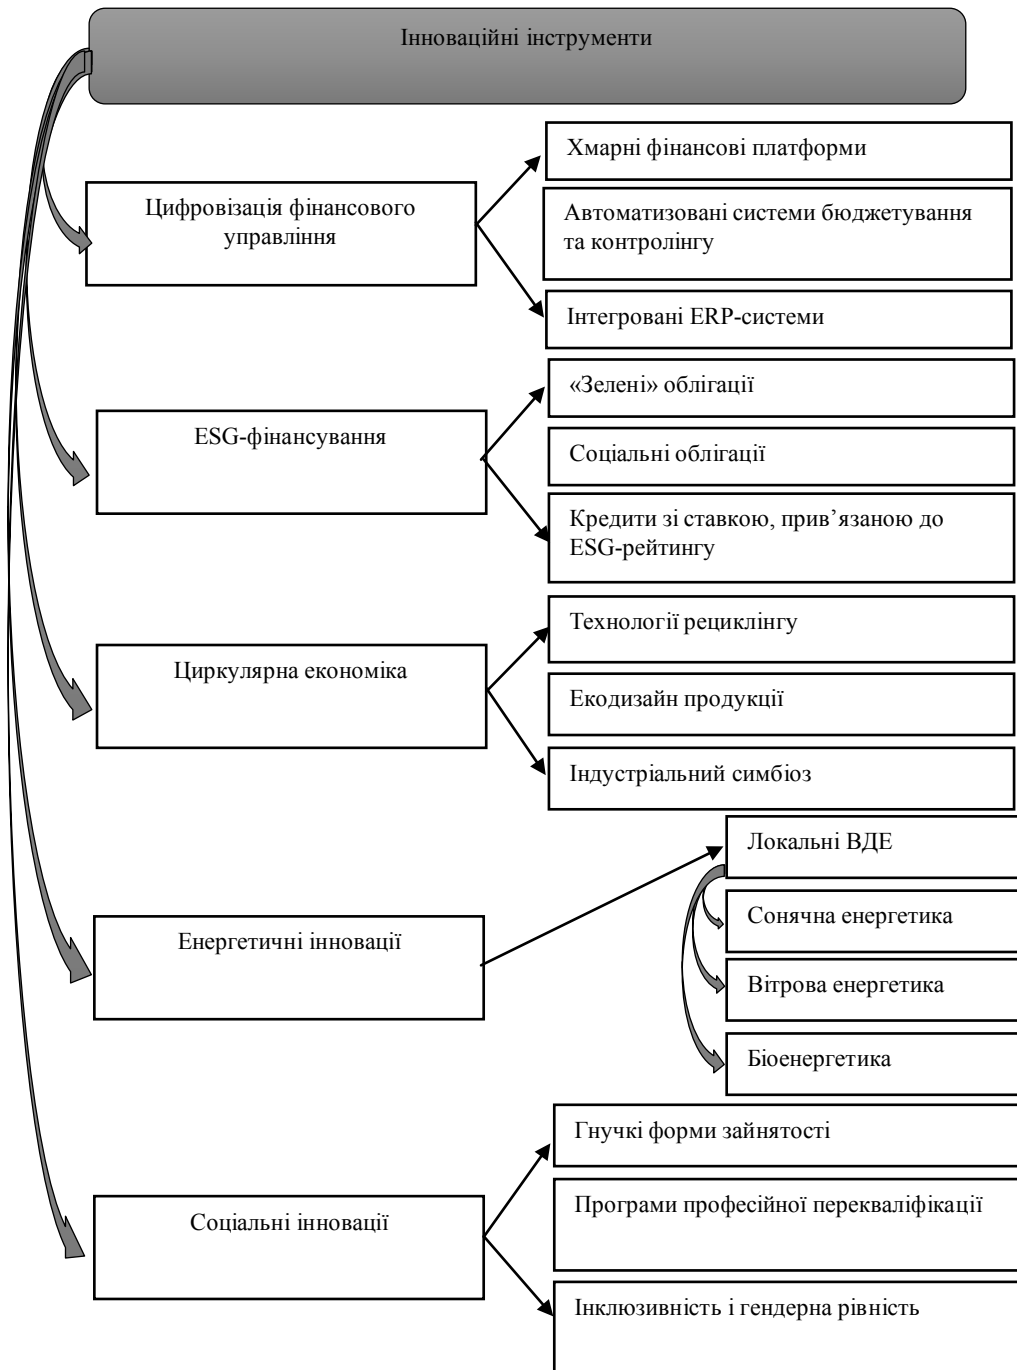 Інноваційні інструменти
Цифровізація фінансового
управління
Хмарні фінансові платформи
Автоматизовані системи бюджетування
та контролінгу
Інтегровані ERP-системи
ESG-фінансування
«Зелені» облігації
Соціальні облігації
Кредити зі ставкою, прив’язаною до
ESG-рейтингу
Циркулярна економіка
Технології рециклінгу
Екодизайн продукції
Індустріальний симбіоз
Енергетичні інновації
Локальні ВДЕ
Сонячна енергетика
Вітрова енергетика
Біоенергетика
Соціальні інновації
Гнучкі форми зайнятості
Програми професійної перекваліфікації
Інклюзивність і гендерна рівність